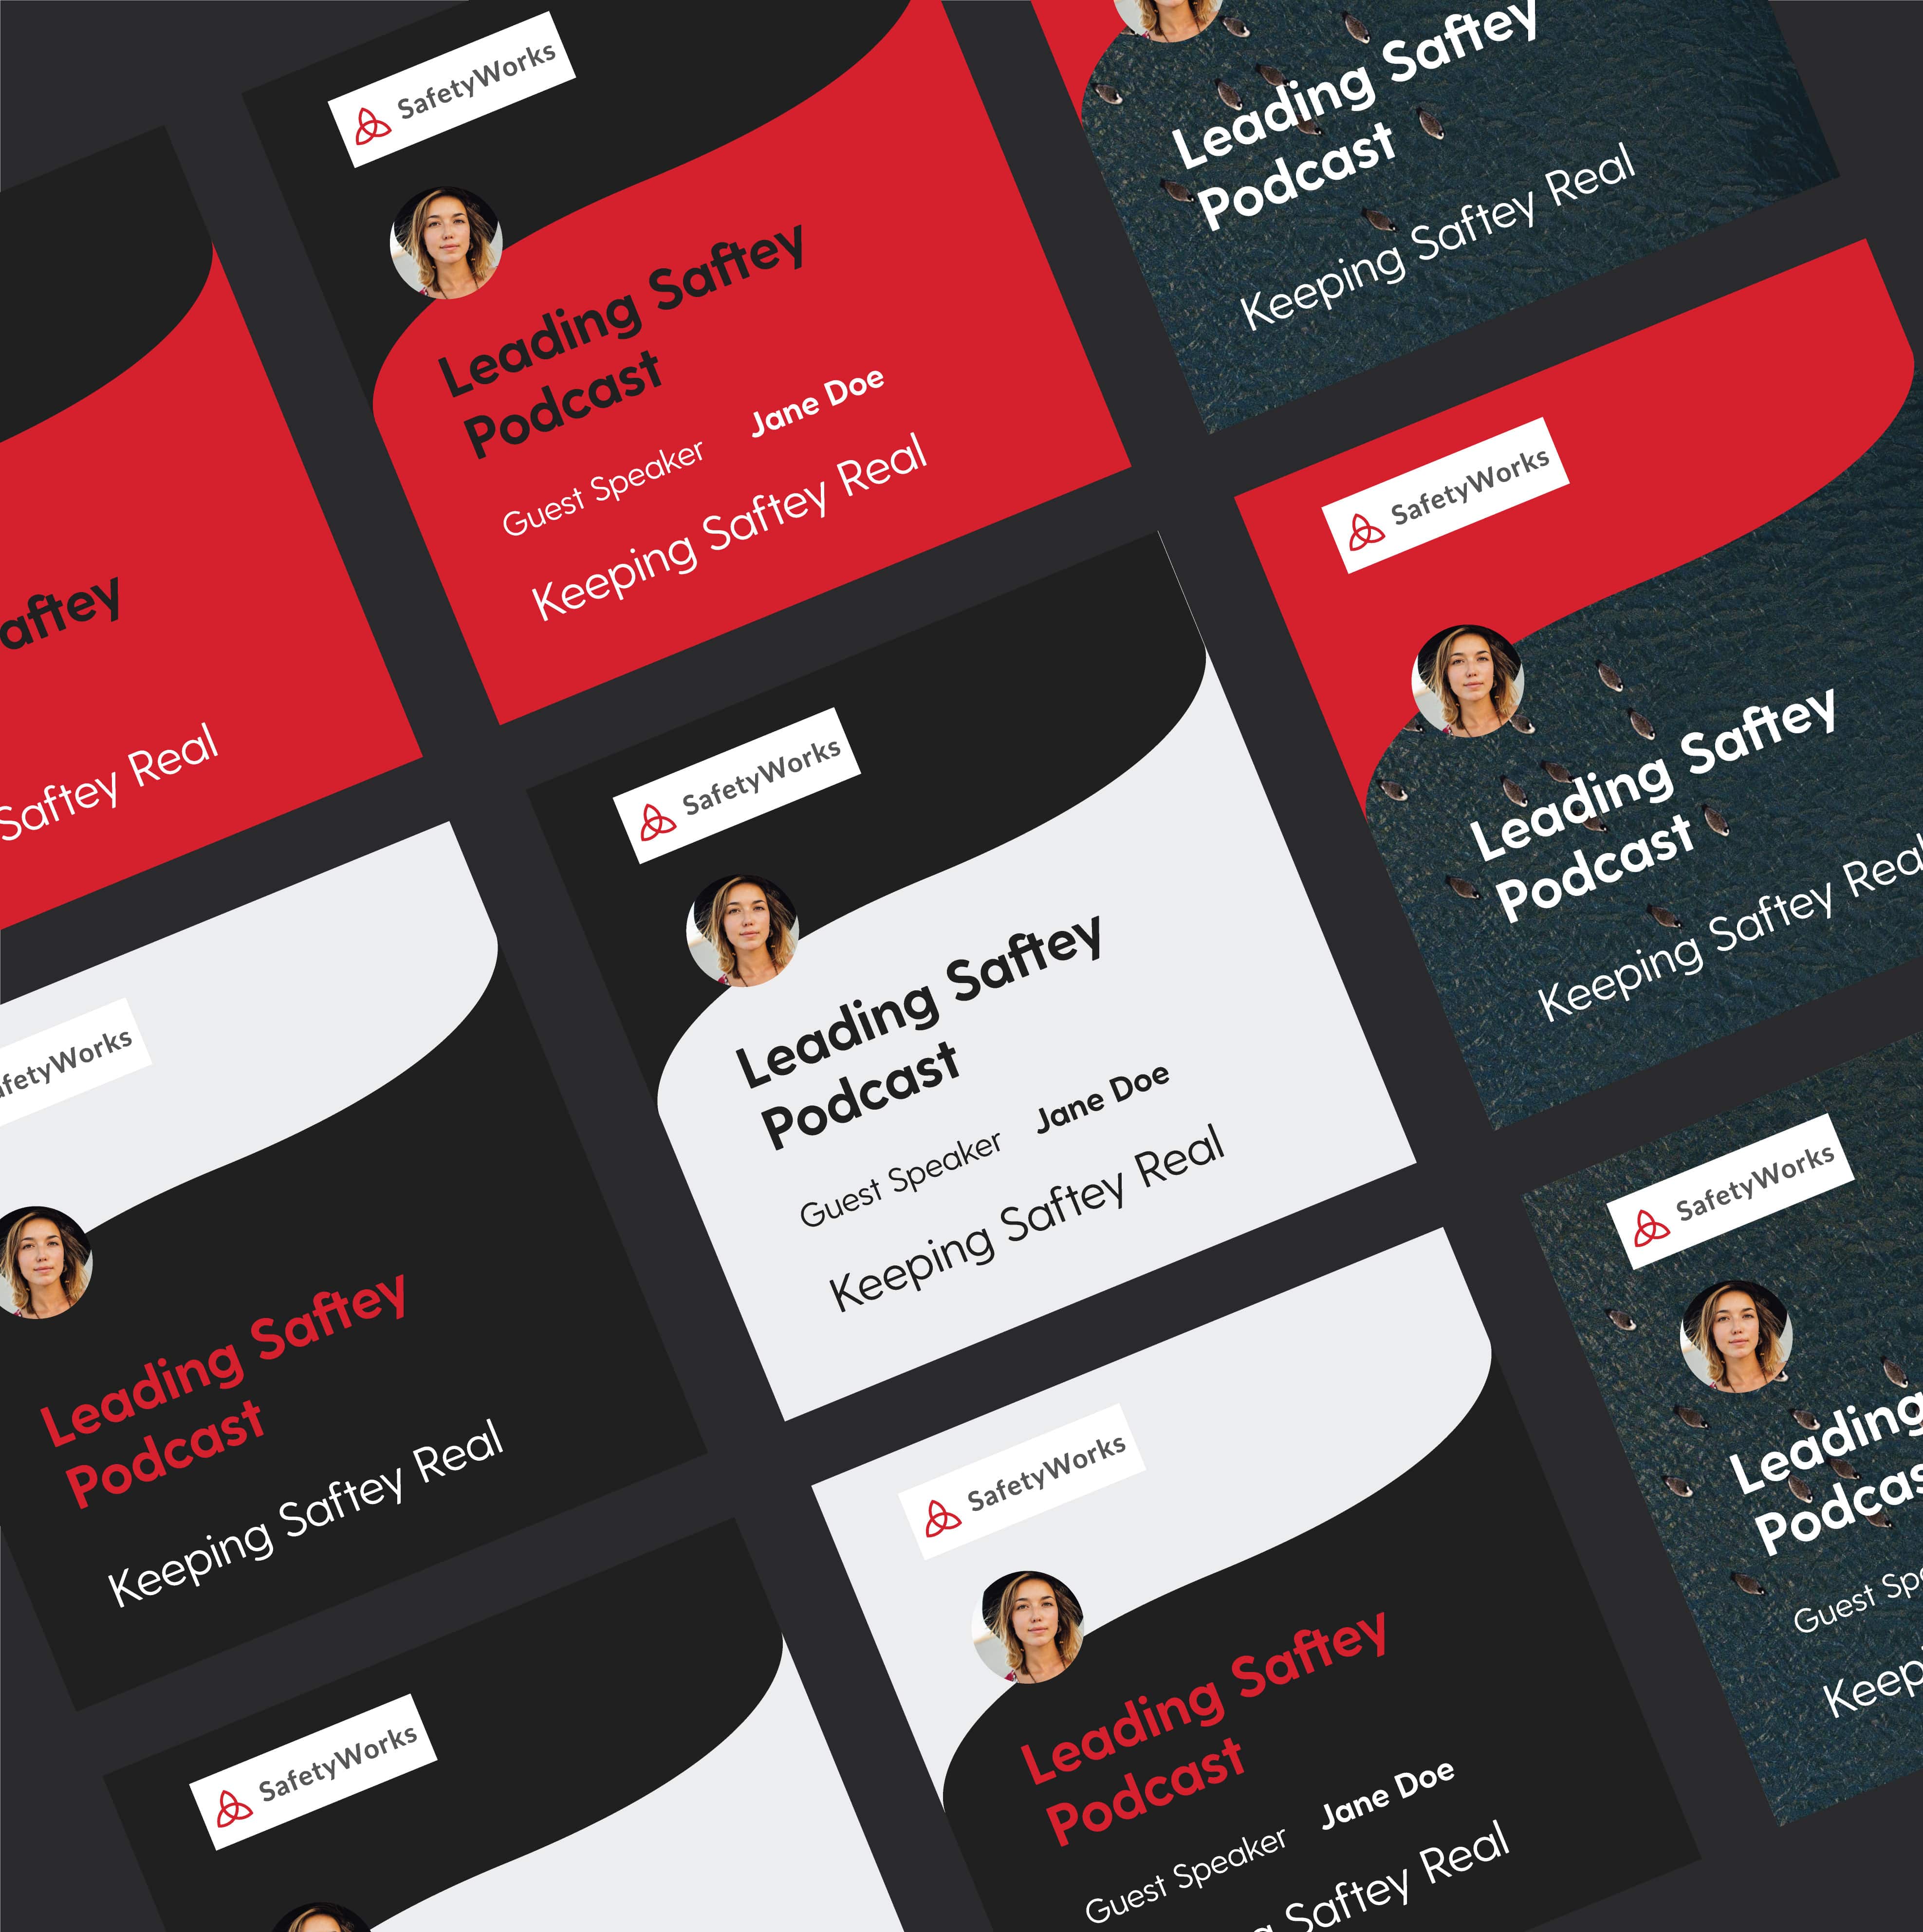 SafetyWorks
Leading Saftey
Podcast
Guest Speaker Jane Doe
Keeping Saftey Real
Leading Saftey
Podcast
Keeping Saftey Real
aftey
Saftey Real
SafetyWorks
Leading Saftey
Podcast
Guest Speaker Jane Doe
Keeping Saftey Real
SafetyWorks
Leading Saftey
Podcast
Keeping Saftey Real
afetyWorks
Leading Saftey
Podcast
Keeping Saftey Real
SafetyWorks
Leading Saftey
Podcast
Guest Speaker Jane Doe
g Saftey Real
SafetyWorks
Leading
Podcas
Guest Spe
Keep
SafetyWorks